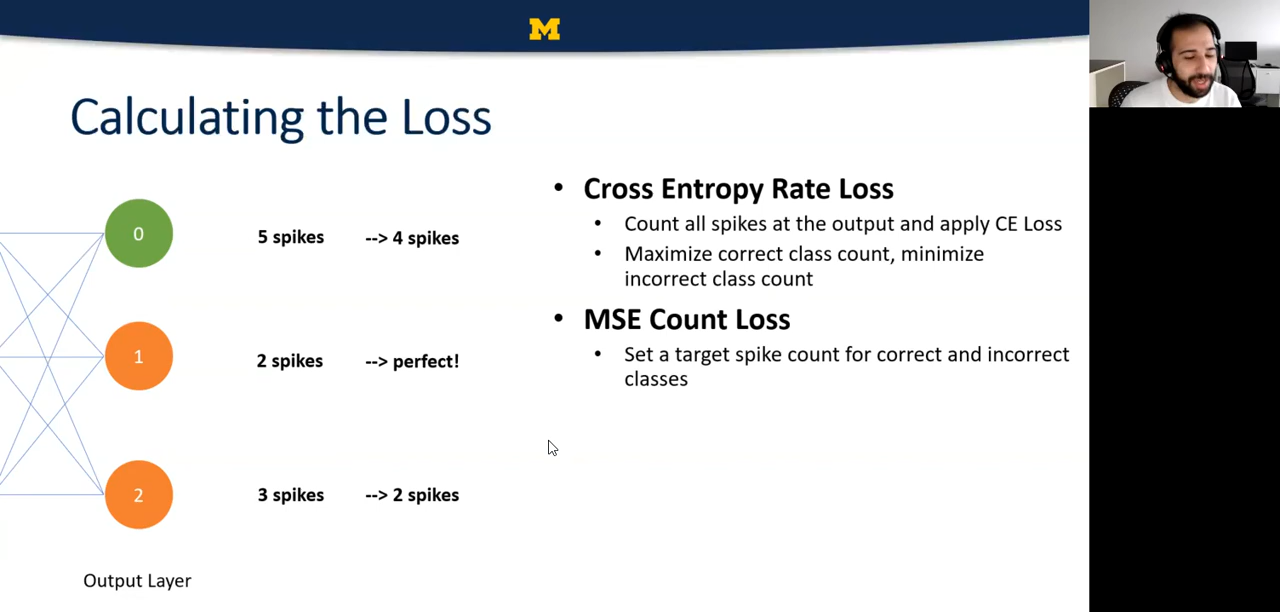 M
Calculating the Loss
0
5 spikes --> 4 spikes
1
2 spikes --> perfect!
2
3 spikes --> 2 spikes
Output Layer
• Cross Entropy Rate Loss
• Count all spikes at the output and apply CE Loss
• Maximize correct class count, minimize
incorrect class count
• MSE Count Loss
• Set a target spike count for correct and incorrect
classes